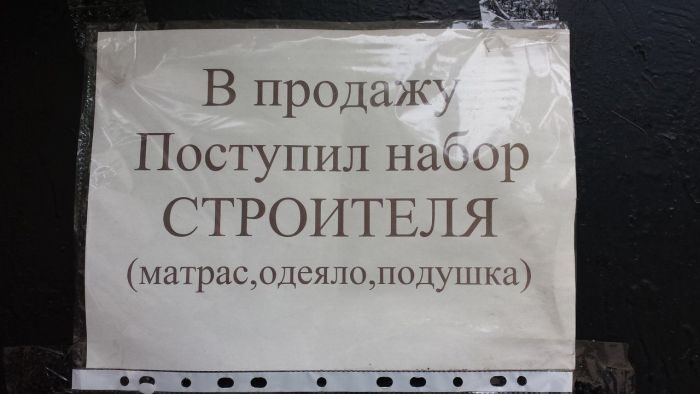 В продажу
Поступил набор
СТРОИТЕЛЯ
(матрас,одеяло,подушка)